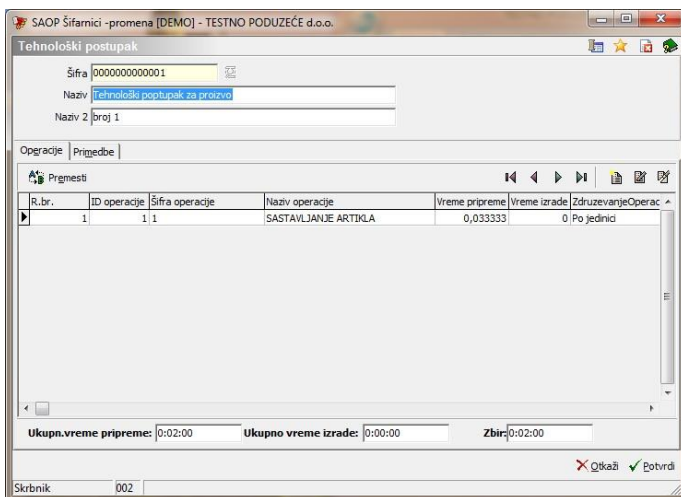 SAOP Šifarnici -promena [DEMO] - TESTNO PODUZEĆE d.o.o.
Tehnološki postupak
Šifra 0000000000001
Naziv Tehnološki poptupak za proizvo
Naziv 2 broj 1
Operacije Primedbe
Premesti
R.br. ID operacije Šifra operacije Naziv operacije Vreme pripreme Vreme izrade ZdruzevanjeOperac
1 1 1 SASTAVLJANJE ARTIKLA 0,033333 0 Po jedinici
Ukupn.vreme pripreme: 0:02:00 Ukupno vreme izrade: 0:00:00 Zbir: 0:02:00
Otkaži Potvrdi
Skrbnik 002